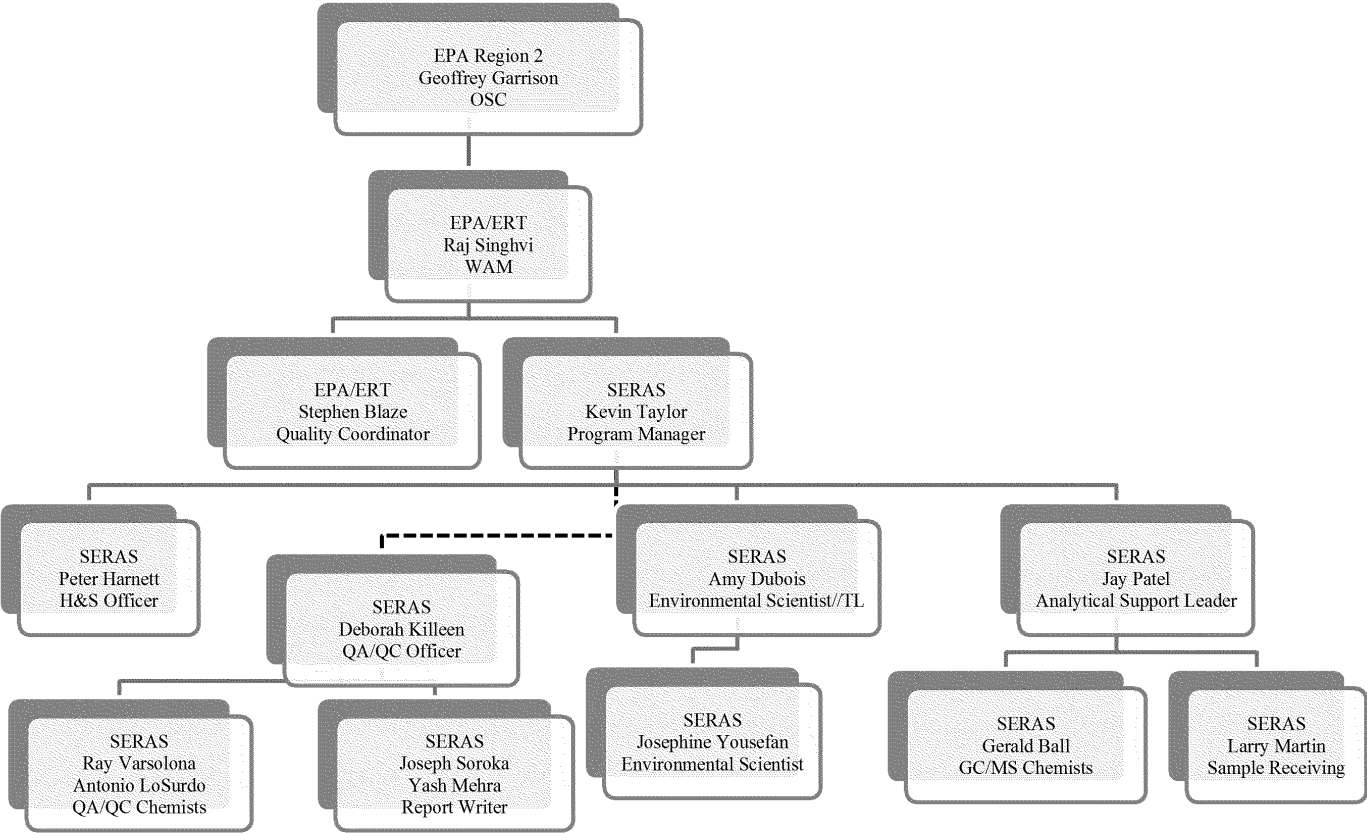 EPA Region 2
Geoffrey Garrison
OSC
EPA/ERT
Raj Singhvi
WAM
EPA/ERT
Stephen Blaze
Quality Coordinator
SERAS
Kevin Taylor
Program Manager
SERAS
Peter Harnett
H&S Officer
SERAS
Deborah Killeen
QA/QC Officer
SERAS
Amy Dubois
Environmental Scientist//TL
SERAS
Jay Patel
Analytical Support Leader
SERAS
Ray Varsolona
Antonio LoSurdo
QA/QC Chemists
SERAS
Joseph Soroka
Yash Mehra
Report Writer
SERAS
Josephine Yousefan
Environmental Scientist
SERAS
Gerald Ball
GC/MS Chemists
SERAS
Larry Martin
Sample Receiving